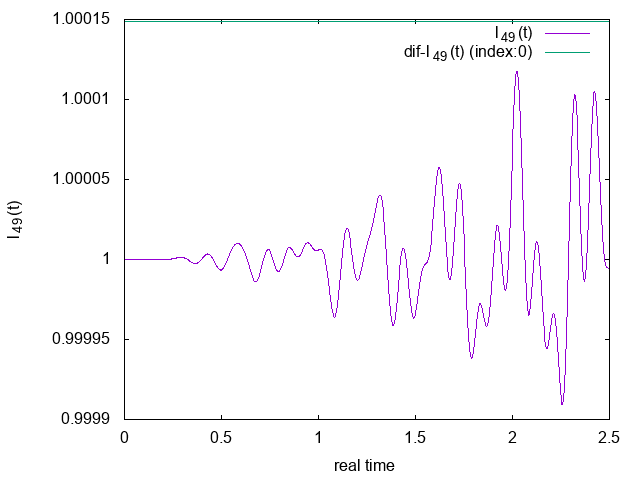 1.00015
I49(t)
dif-I49(t) (index:0)
1.0001
1.00005
I49(t)
1
0.99995
0.9999
0 0.5 1 1.5 2 2.5
real time